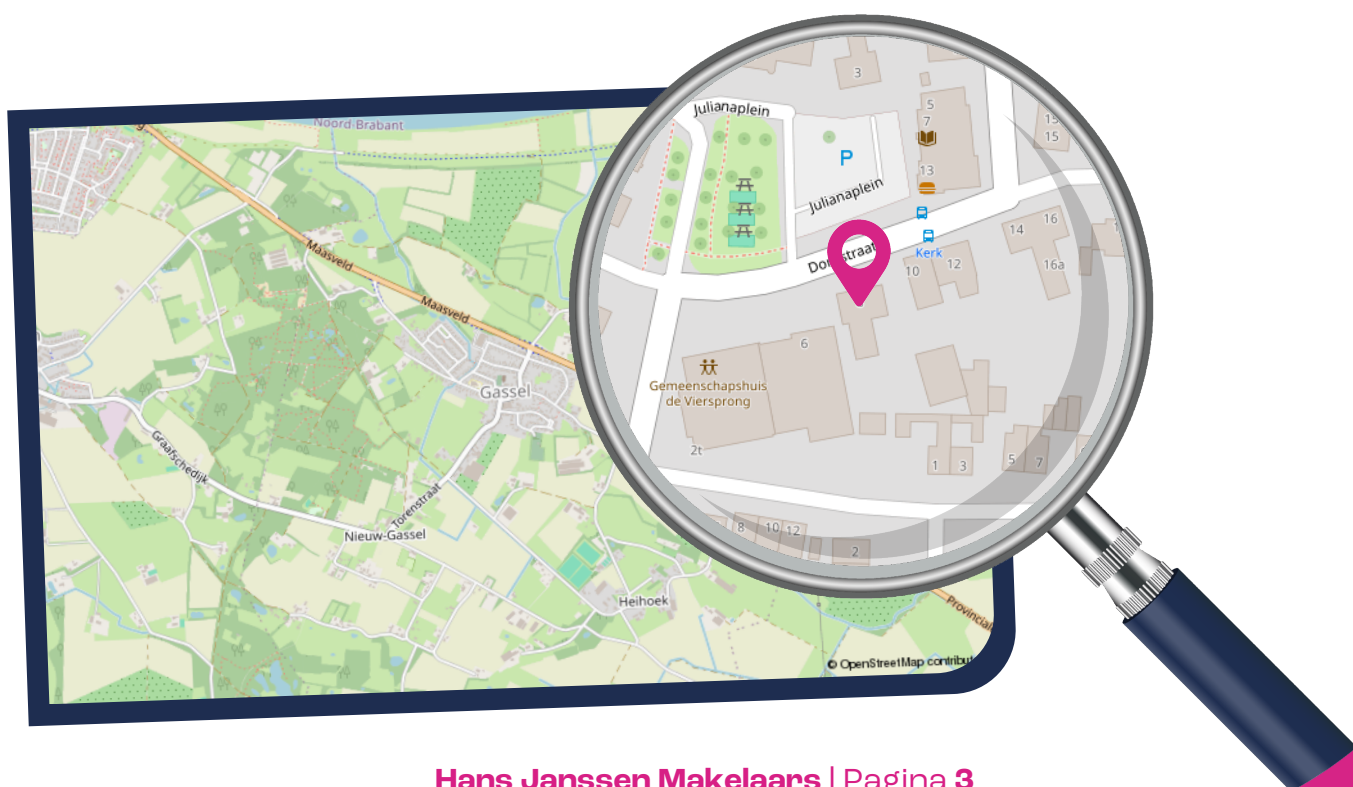 Noord-Brabant
Maasveld
Maasveld
Gassel
Graafschedijk
Torenstraat
Nieuw-Gassel
Heihoek
© OpenStreetMap contribut
Julianaplein
3
5
7
P
13
Julianaplein
15
15
16
14
16a
Kerk
10
12
6
Gemeenschapshuis
de Viersprong
2t
1
3
5
7
8
10
12
2
Hans Janssen Makelaars | Pagina 3